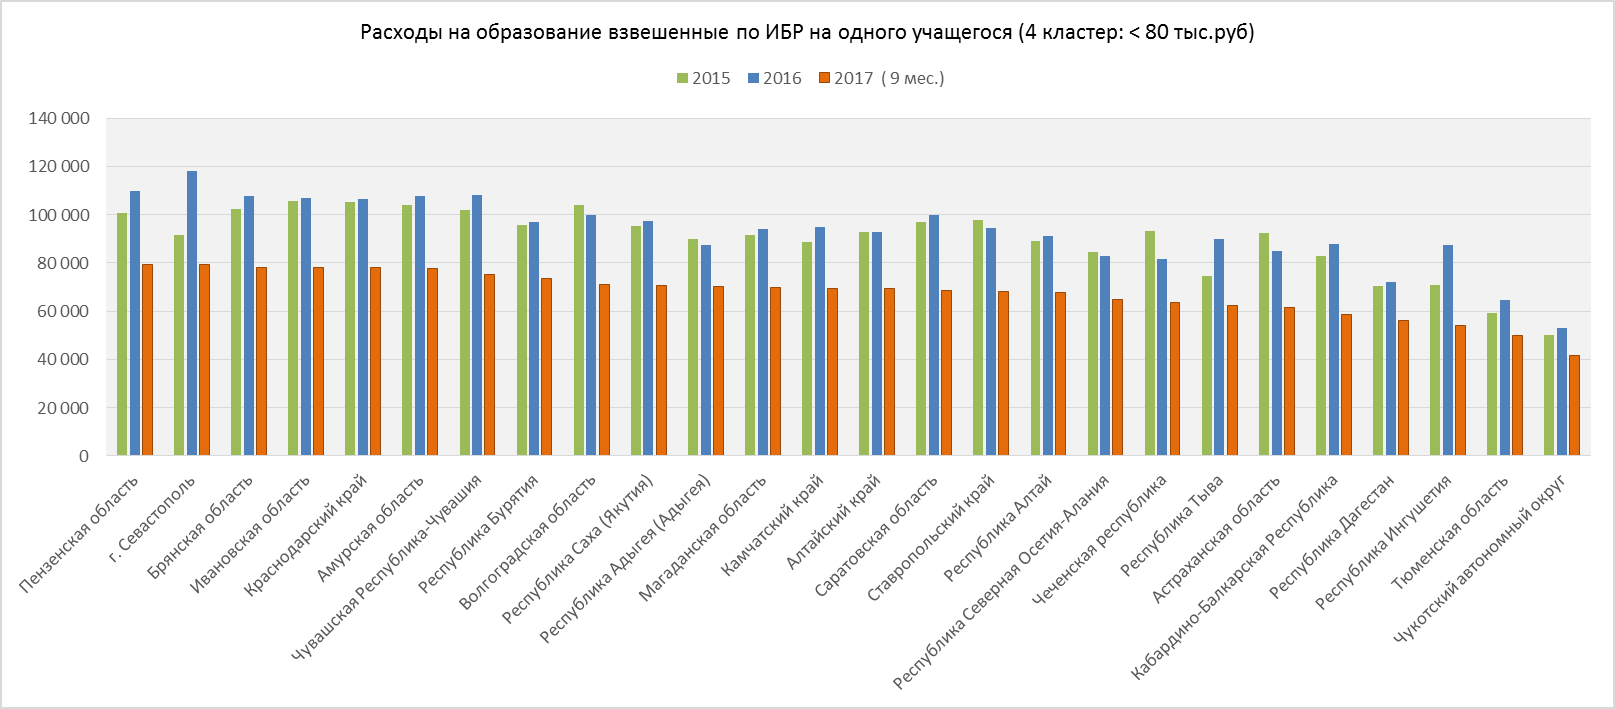 Расходы на образование взвешенные по ИБР на одного учащегося (4 кластер: < 80 тыс.руб)
2015 2016 2017 ( 9 мес.)
140 000
120 000
100 000
80 000
60 000
40 000
20 000
0
Пензенская область
г. Севастополь
Брянская область
Ивановская область
Краснодарский край
Амурская область
Чувашская Республика-Чувашия
Республика Бурятия
Волгоградская область
Республика Саха (Якутия)
Республика Адыгея (Адыгея)
Магаданская область
Камчатский край
Алтайский край
Саратовская область
Ставропольский край
Республика Алтай
Республика Северная Осетия-Алания
Чеченская республика
Республика Тыва
Астраханская область
Кабардино-Балкарская Республика
Республика Дагестан
Республика Ингушетия
Тюменская область
Чукотский автономный округ